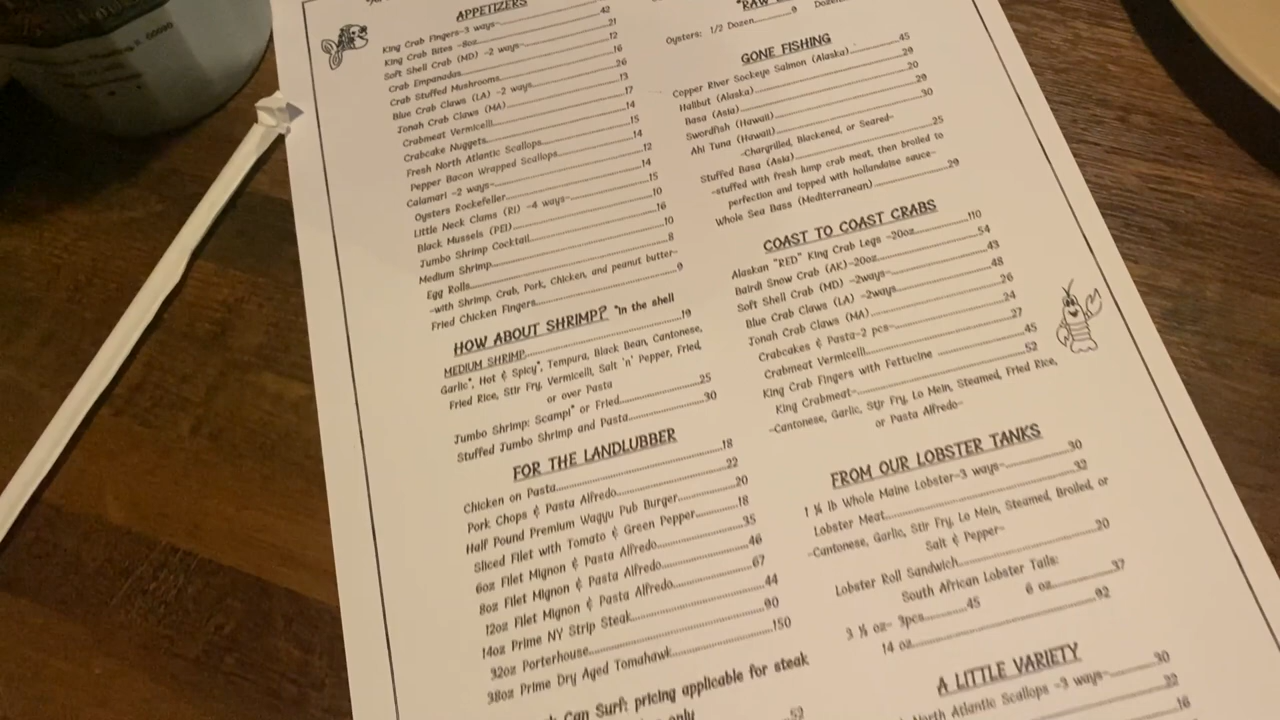 APPETIZERS
King Crab Fingers-3 ways-
42
King Crab Bites -8oz
21
Soft Shell Crab (MD) -2 ways-
12
Crab Empanadas
16
Crab Stuffed Mushrooms
26
Blue Crab Claws (LA) -2 ways
13
Jonah Crab Claws (MA)
17
Crabmeat Vermicelli
14
Crabcake Nuggets
15
Fresh North Atlantic Scallops
14
Pepper Bacon Wrapped Scallops
12
Calamari -2 ways-
14
Oysters Rockefeller
15
Little Neck Clams (RI) -4 ways-
10
Black Mussels (PEI)
16
Jumbo Shrimp Cocktail
10
Medium Shrimp
8
Egg Rolls
-with Shrimp, Crab, Pork, Chicken, and peanut butter-
Fried Chicken Fingers 9
HOW ABOUT SHRIMP? *In the shell
MEDIUM SHRIMP 19
Garlic*, Hot & Spicy*, Tempura, Black Bean, Cantonese,
Fried Rice, Stir Fry, Vermicelli, Salt 'n' Pepper, Fried,
or over Pasta
Jumbo Shrimp: Scampi* or Fried 25
Stuffed Jumbo Shrimp and Pasta 30
FOR THE LANDLUBBER
Chicken on Pasta 18
Pork Chops & Pasta Alfredo 22
Half Pound Premium Wagyu Pub Burger 20
Sliced Filet with Tomato & Green Pepper 18
6oz Filet Mignon & Pasta Alfredo 35
8oz Filet Mignon & Pasta Alfredo 46
12oz Filet Mignon & Pasta Alfredo 67
14oz Prime NY Strip Steak 44
32oz Porterhouse 90
38oz Prime Dry Aged Tomahawk 150
Can Surf: pricing applicable for steak
only
52
"RAW
Oysters: 1/2 Dozen 9 Dozen
GONE FISHING
Copper River Sockeye Salmon (Alaska) 45
Halibut (Alaska) 29
Basa (Asia) 20
Swordfish (Hawaii) 29
Ahi Tuna (Hawaii) 30
-Chargrilled, Blackened, or Seared-
Stuffed Basa (Asia) 25
-stuffed with fresh lump crab meat, then broiled to
perfection and topped with hollandaise sauce-
Whole Sea Bass (Mediterranean) 29
COAST TO COAST CRABS
Alaskan "RED" King Crab Legs -20oz 110
Bairdi Snow Crab (AK)-20oz 54
Soft Shell Crab (MD) -2ways- 43
Blue Crab Claws (LA) -2ways 48
Jonah Crab Claws (MA) 26
Crabcakes & Pasta-2 pcs- 24
Crabmeat Vermicelli 27
King Crab Fingers with Fettucine 45
King Crabmeat- 52
-Cantonese, Garlic, Stir Fry, Lo Mein, Steamed, Fried Rice,
or Pasta Alfredo-
FROM OUR LOBSTER TANKS
1 ¼ lb Whole Maine Lobster-3 ways- 30
Lobster Meat 32
-Cantonese, Garlic, Stir Fry, Lo Mein, Steamed, Broiled, or
Salt & Pepper-
Lobster Roll Sandwich 20
South African Lobster Tails:
3 ½ oz- 3pcs 45 6 oz 37
14 oz 92
A LITTLE VARIETY
North Atlantic Scallops -3 ways- 30
22
16